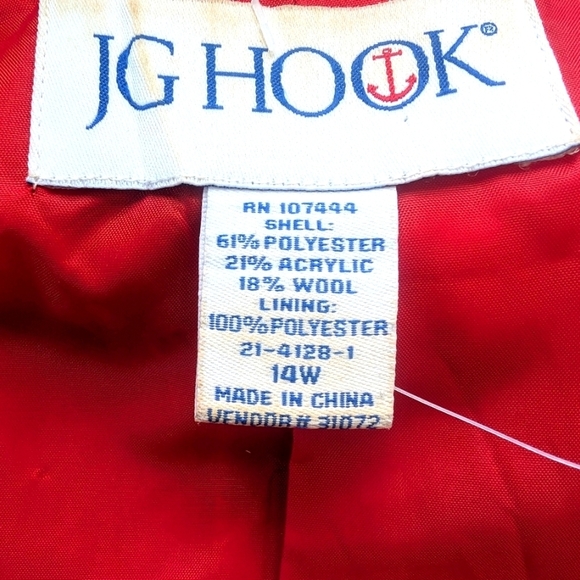 JG HOOK®
RN 107444
SHELL:
61% POLYESTER
21% ACRYLIC
18% WOOL
LINING:
100% POLYESTER
21-4128-1
14W
MADE IN CHINA
VENDOR# 31072